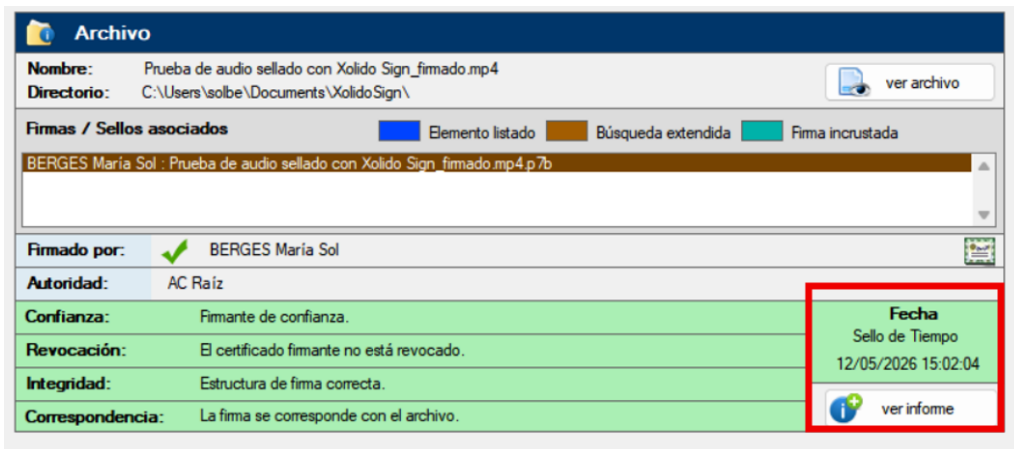 Archivo
Nombre: Prueba de audio sellado con Xolido Sign_firmado.mp4
Directorio: C:\Users\solbe\Documents\XolidoSign\
ver archivo
Firmas / Sellos asociados
Elemento listado
Búsqueda extendida
Firma incrustada
BERGES María Sol : Prueba de audio sellado con Xolido Sign_firmado.mp4.p7b
Firmado por: BERGES María Sol
Autoridad: AC Raíz
Confianza: Firmante de confianza.
Revocación: El certificado firmante no está revocado.
Integridad: Estructura de firma correcta.
Correspondencia: La firma se corresponde con el archivo.
Fecha
Sello de Tiempo
12/05/2026 15:02:04
ver informe